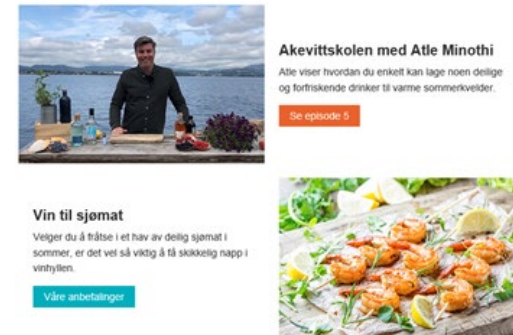 Akevittskolen med Atle Minothi
Atle viser hvordan du enkelt kan lage noen deilige
og forfriskende drinker til varme sommerkvelder.
Se episode 5
Vin til sjømat
Velger du å fråtse i et hav av deilig sjømat i
sommer, er det vel så viktig å få skikkelig napp i
vinhyllen.
Våre anbefalinger